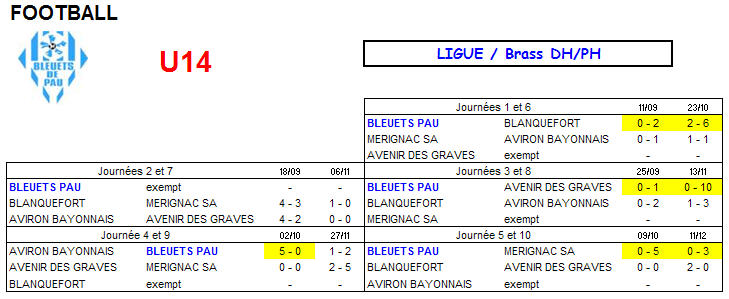 FOOTBALL
BLEUETS
DE
PAU
U14
LIGUE / Brass DH/PH
Journées 1 et 6 11/09 23/10
BLEUETS PAU BLANQUEFORT 0 - 2 2 - 6
MERIGNAC SA AVIRON BAYONNAIS 0 - 1 1 - 1
AVENIR DES GRAVES exempt - -
Journées 2 et 7 18/09 06/11
BLEUETS PAU exempt - -
BLANQUEFORT MERIGNAC SA 4 - 3 1 - 0
AVIRON BAYONNAIS AVENIR DES GRAVES 4 - 2 0 - 0
Journées 3 et 8 25/09 13/11
BLEUETS PAU AVENIR DES GRAVES 0 - 1 0 - 10
BLANQUEFORT AVIRON BAYONNAIS 0 - 2 1 - 3
MERIGNAC SA exempt - -
Journée 4 et 9 02/10 27/11
AVIRON BAYONNAIS BLEUETS PAU 5 - 0 1 - 2
AVENIR DES GRAVES MERIGNAC SA 0 - 0 2 - 5
BLANQUEFORT exempt - -
Journée 5 et 10 09/10 11/12
BLEUETS PAU MERIGNAC SA 0 - 5 0 - 3
BLANQUEFORT AVENIR DES GRAVES 0 - 0 2 - 0
AVIRON BAYONNAIS exempt - -